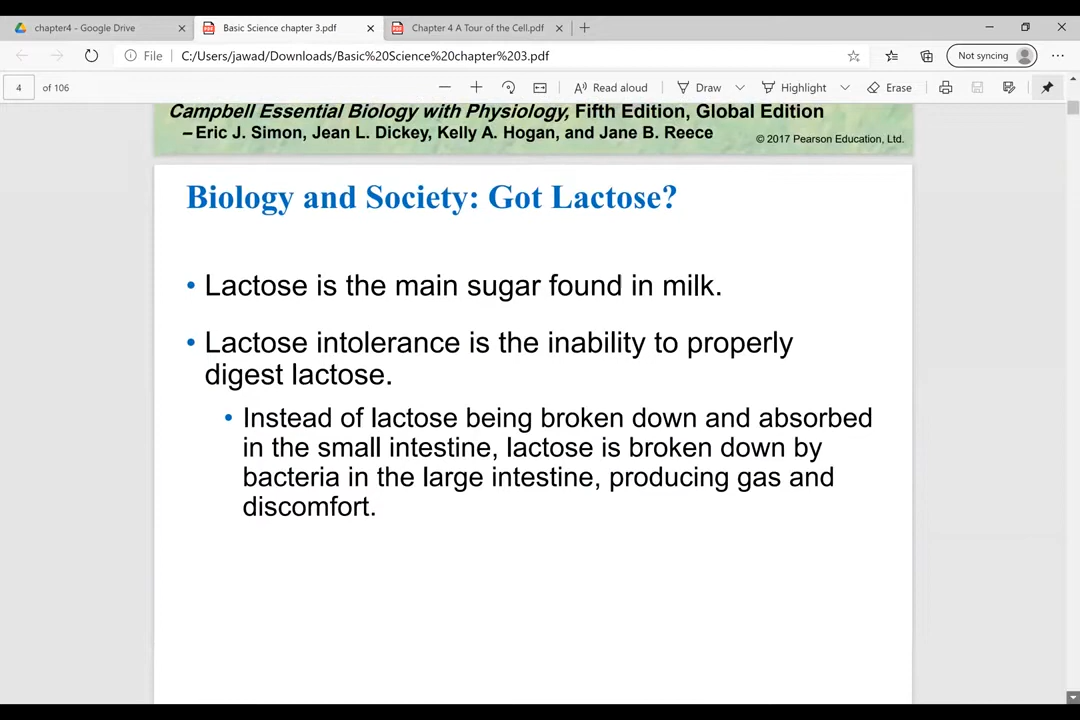 chapter4 - Google Drive
Basic Science chapter 3.pdf
Chapter 4 A Tour of the Cell.pdf
File
C:/Users/jawad/Downloads/Basic%20Science%20chapter%203.pdf
Not syncing
4 of 106
Read aloud
Draw
Highlight
Erase
Campbell Essential Biology with Physiology, Fifth Edition, Global Edition
– Eric J. Simon, Jean L. Dickey, Kelly A. Hogan, and Jane B. Reece
© 2017 Pearson Education, Ltd.
Biology and Society: Got Lactose?
• Lactose is the main sugar found in milk.
• Lactose intolerance is the inability to properly
digest lactose.
• Instead of lactose being broken down and absorbed
in the small intestine, lactose is broken down by
bacteria in the large intestine, producing gas and
discomfort.